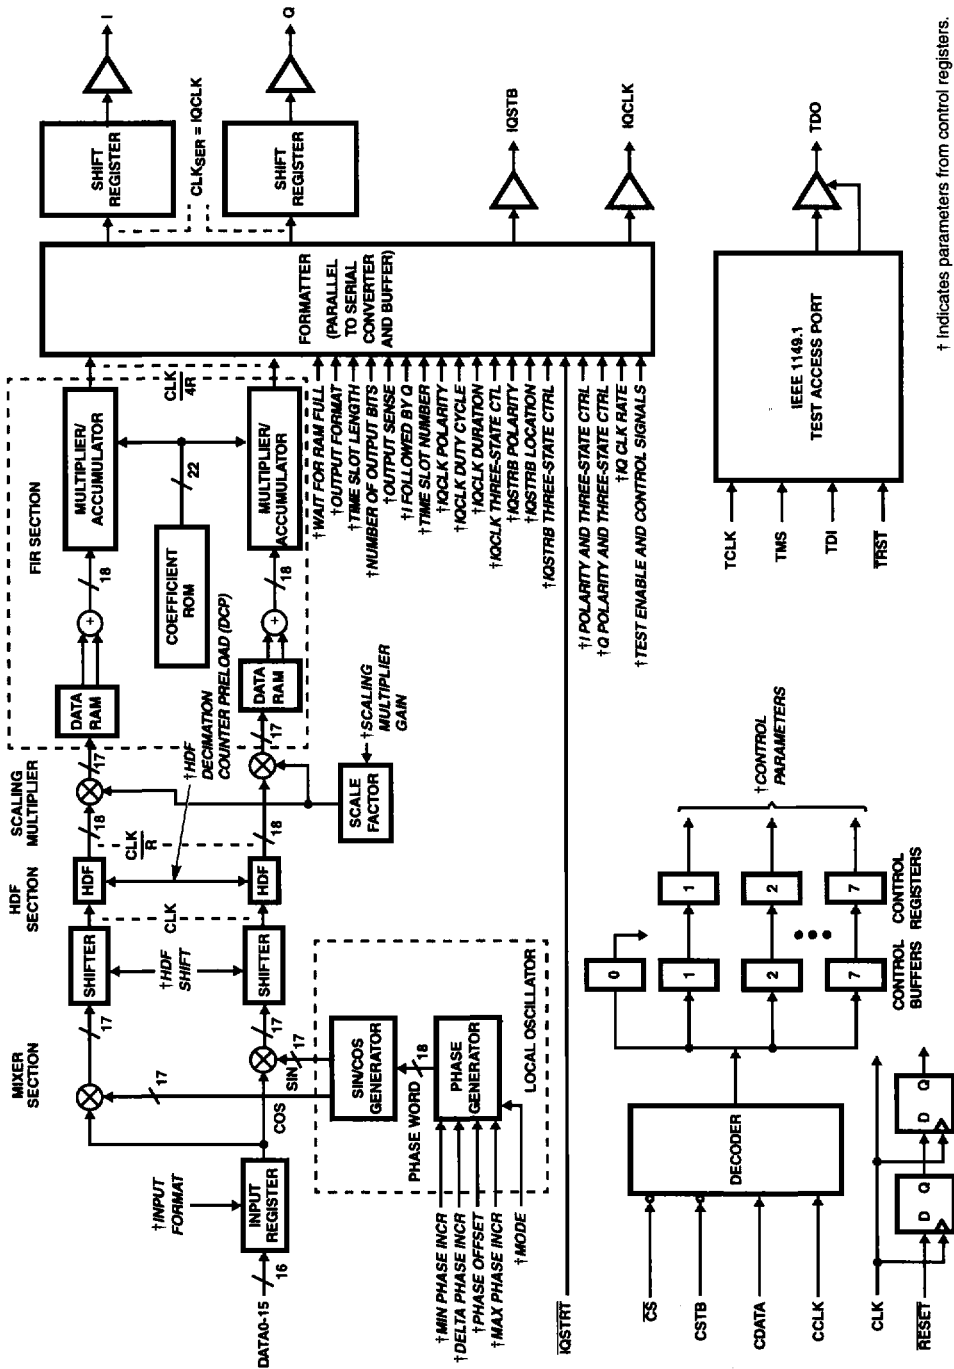 MIXER
SECTION
HDF
SECTION
SCALING
MULTIPLIER
FIR SECTION
†INPUT
FORMAT
DATA0-15
16
INPUT
REGISTER
17
17
COS
SIN
17
17
SHIFTER
†HDF
SHIFT
SHIFTER
CLK
HDF
HDF
CLK
R
†HDF
DECIMATION
COUNTER PRELOAD (DCP)
18
18
17
17
SCALE
FACTOR
†SCALING
MULTIPLIER
GAIN
DATA
RAM
DATA
RAM
+
+
18
18
COEFFICIENT
ROM
22
MULTIPLIER/
ACCUMULATOR
MULTIPLIER/
ACCUMULATOR
CLK
4R
SIN/COS
GENERATOR
PHASE WORD
18
PHASE
GENERATOR
LOCAL OSCILLATOR
†MIN PHASE INCR
†DELTA PHASE INCR
†PHASE OFFSET
†MAX PHASE INCR
†MODE
FORMATTER
(PARALLEL
TO SERIAL
CONVERTER
AND BUFFER)
†WAIT FOR RAM FULL
†OUTPUT FORMAT
†TIME SLOT LENGTH
†NUMBER OF OUTPUT BITS
†OUTPUT SENSE
†I FOLLOWED BY Q
†TIME SLOT NUMBER
†IQCLK POLARITY
†IQCLK DUTY CYCLE
†IQCLK DURATION
†IQCLK THREE-STATE CTL
†IQSTRB POLARITY
†IQSTRB LOCATION
†IQSTRB THREE-STATE CTRL
IQSTRT
†I POLARITY AND THREE-STATE CTRL
†Q POLARITY AND THREE-STATE CTRL
†IQ CLK RATE
†TEST ENABLE AND CONTROL SIGNALS
SHIFT
REGISTER
I
CLKSER = IQCLK
SHIFT
REGISTER
Q
IQSTB
IQCLK
CS
CSTB
CDATA
CCLK
DECODER
0
1
2
7
CONTROL
BUFFERS
1
2
7
CONTROL
REGISTERS
†CONTROL
PARAMETERS
CLK
RESET
D Q
D Q
TCLK
TMS
TDI
TRST
IEEE 1149.1
TEST ACCESS PORT
TDO
† Indicates parameters from control registers.